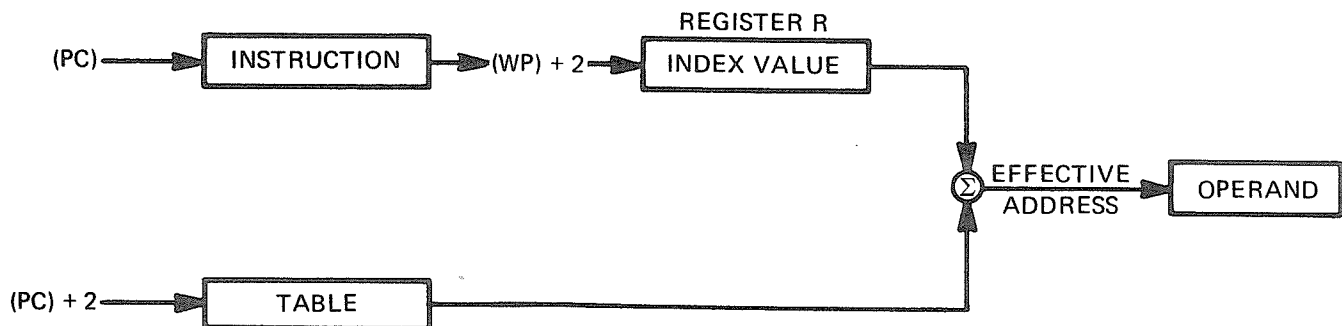 REGISTER R
(PC)
INSTRUCTION
(WP) + 2
INDEX VALUE
Σ
EFFECTIVE
ADDRESS
OPERAND
(PC) + 2
TABLE